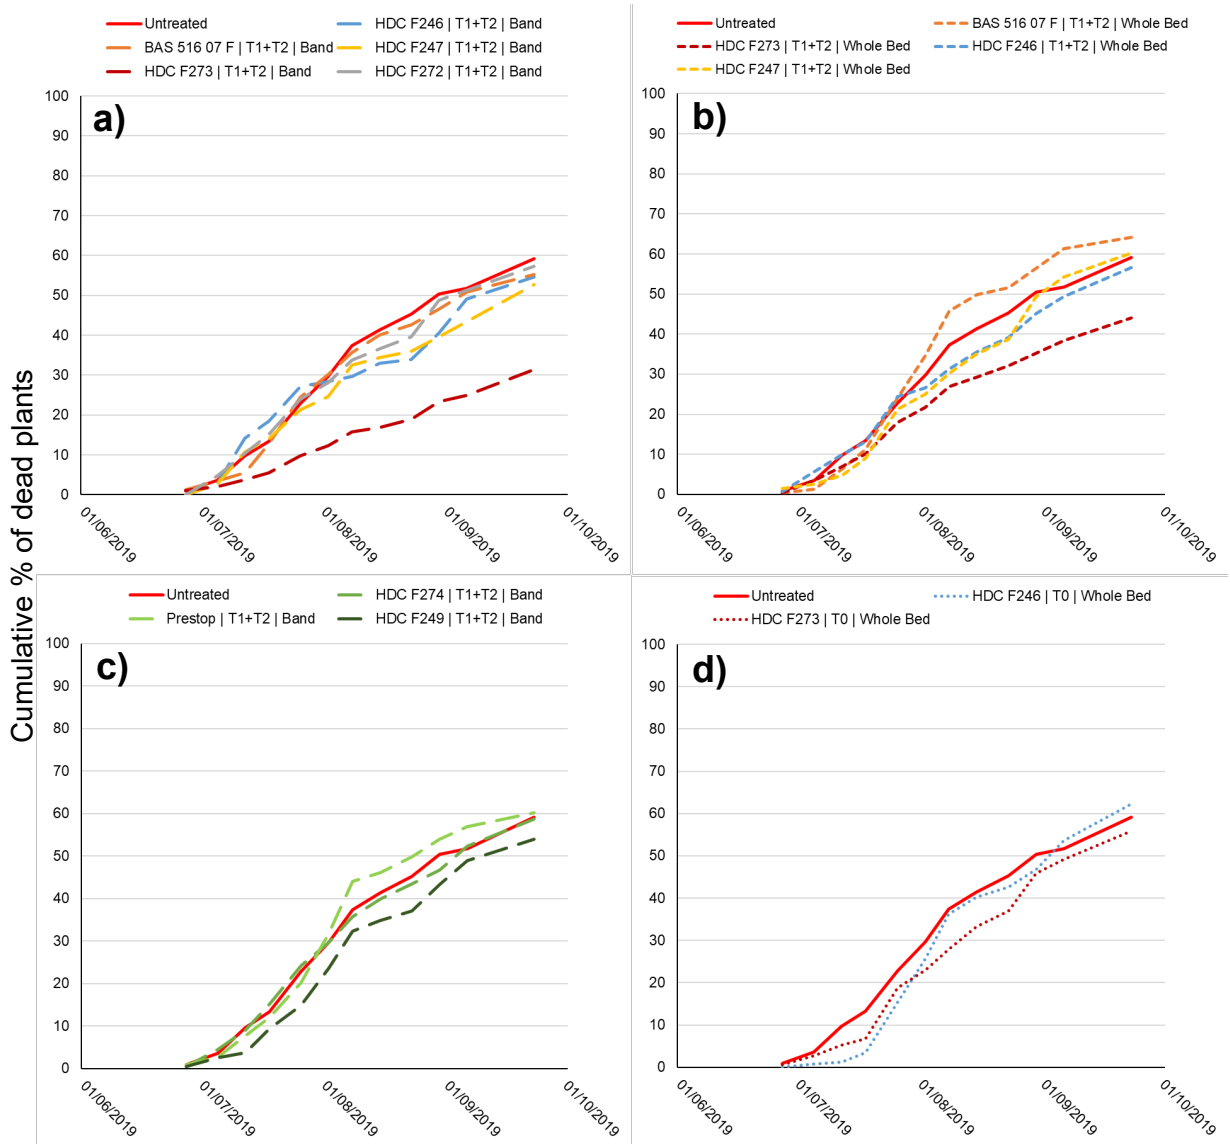 Cumulative % of dead plants
Untreated
HDC F246 | T1+T2 | Band
BAS 516 07 F | T1+T2 | Band
HDC F247 | T1+T2 | Band
HDC F273 | T1+T2 | Band
HDC F272 | T1+T2 | Band
a)
100
90
80
70
60
50
40
30
20
10
0
01/06/2019
01/07/2019
01/08/2019
01/09/2019
01/10/2019
Untreated
BAS 516 07 F | T1+T2 | Whole Bed
HDC F273 | T1+T2 | Whole Bed
HDC F246 | T1+T2 | Whole Bed
HDC F247 | T1+T2 | Whole Bed
b)
100
90
80
70
60
50
40
30
20
10
0
01/06/2019
01/07/2019
01/08/2019
01/09/2019
01/10/2019
Untreated
HDC F274 | T1+T2 | Band
Prestop | T1+T2 | Band
HDC F249 | T1+T2 | Band
c)
100
90
80
70
60
50
40
30
20
10
0
01/06/2019
01/07/2019
01/08/2019
01/09/2019
01/10/2019
Untreated
HDC F246 | T0 | Whole Bed
HDC F273 | T0 | Whole Bed
d)
100
90
80
70
60
50
40
30
20
10
0
01/06/2019
01/07/2019
01/08/2019
01/09/2019
01/10/2019